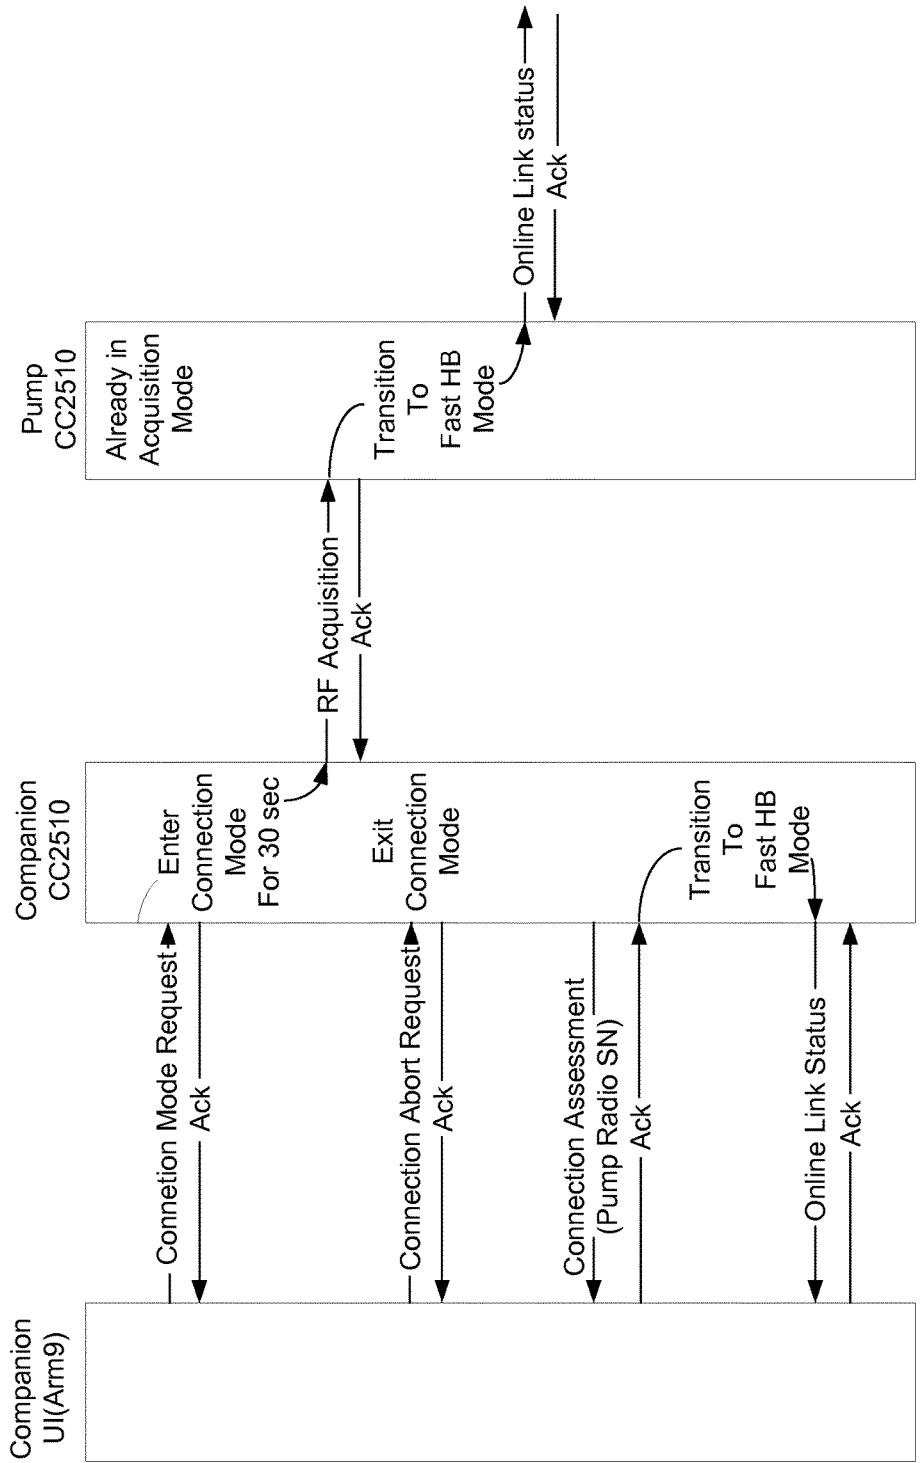 Companion
UI(Arm9)
Companion
CC2510
Pump
CC2510
Connetion Mode Request
Ack
Enter
Connection
Mode
For 30 sec
Already in
Acquisition
Mode
RF Acquisition
Ack
Connection Abort Request
Ack
Exit
Connection
Mode
Transition
To
Fast HB
Mode
Online Link status
Ack
Connection Assessment
(Pump Radio SN)
Ack
Transition
To
Fast HB
Mode
Online Link Status
Ack